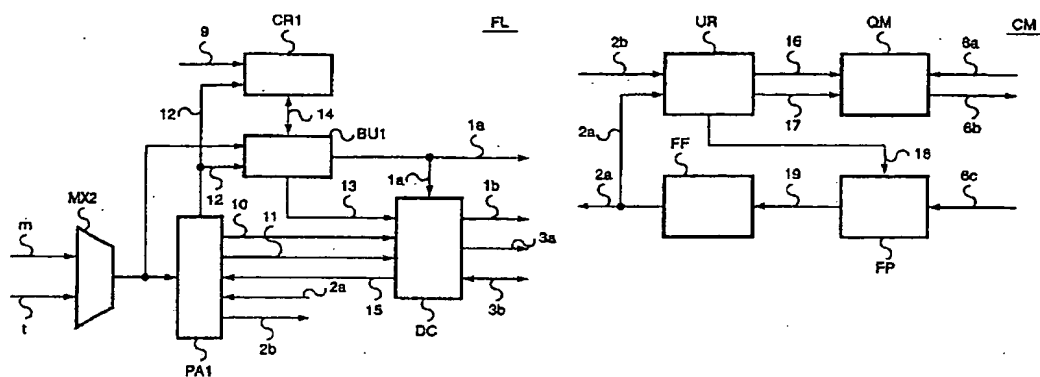 CR1
FL
9
12
14
BU1
1a
12
1a
MX2
13
1b
10
11
m
3a
t
2a
15
3b
2b
DC
PA1
UR
QM
CM
2b
16
6a
17
6b
2a
FF
18
2a
19
6c
FP